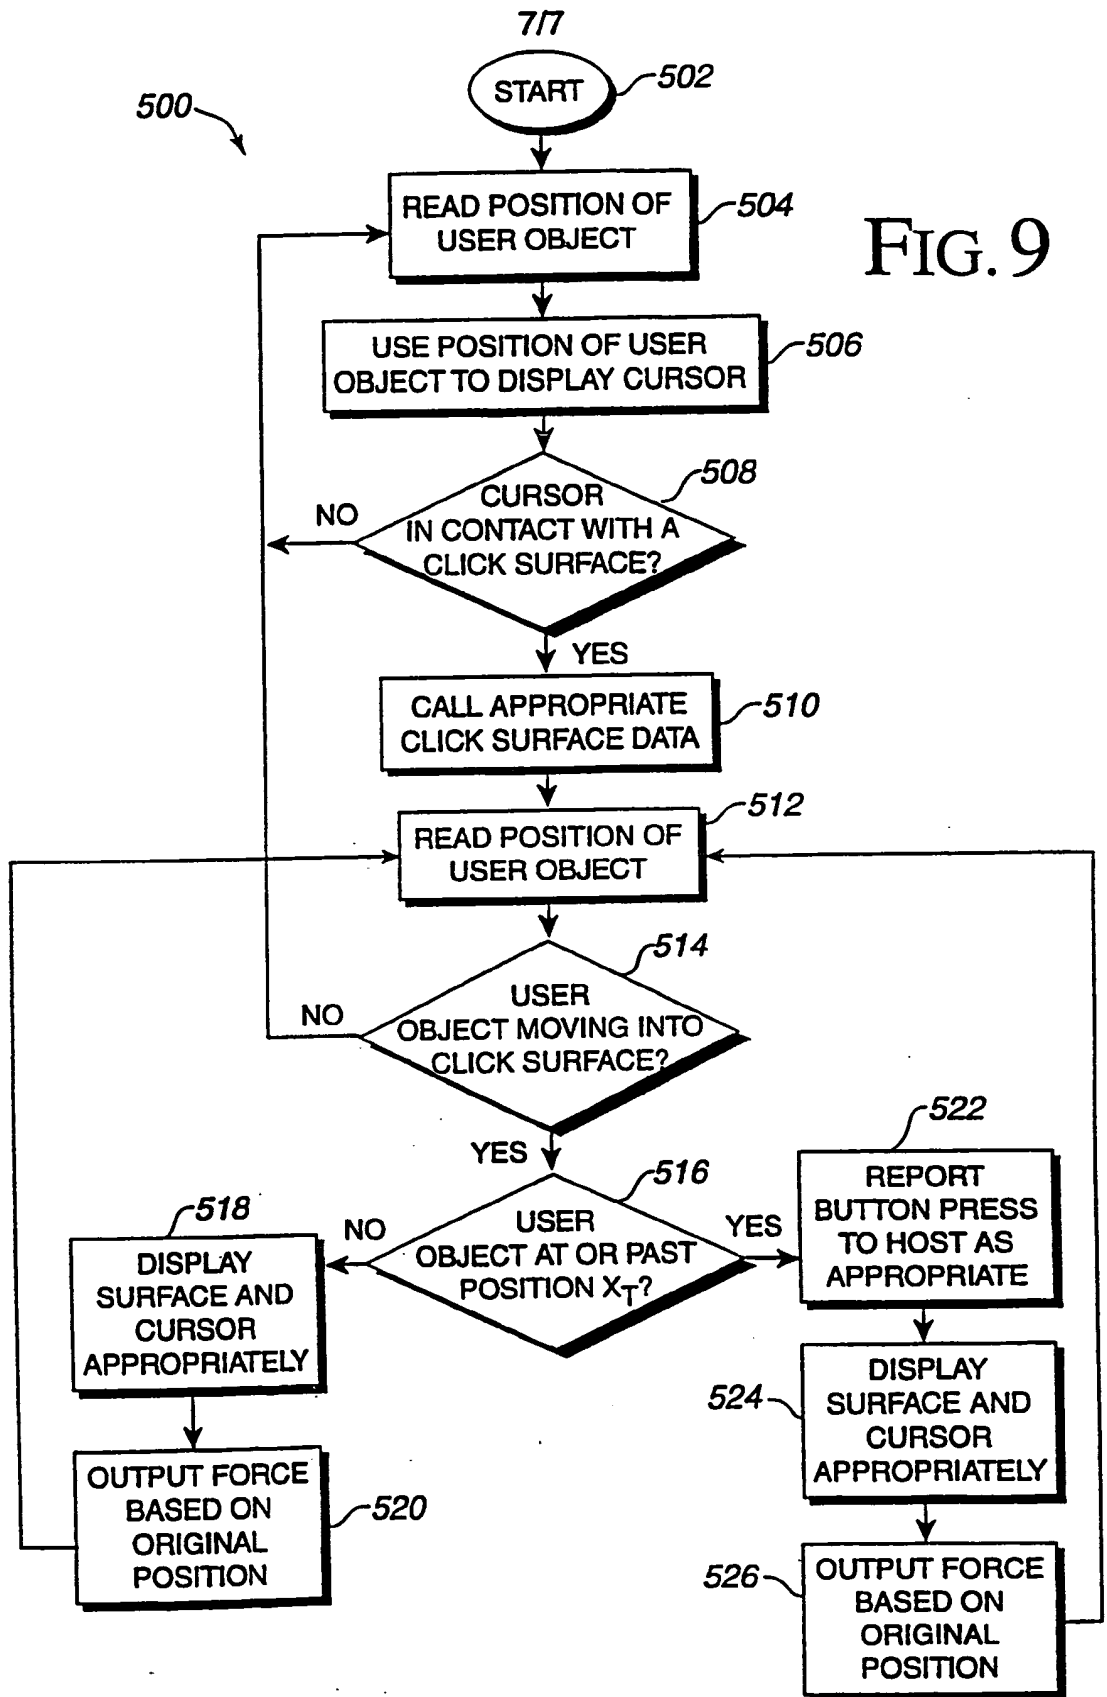 7/7
START
502
500
READ POSITION OF
USER OBJECT
504
FIG. 9
USE POSITION OF USER
OBJECT TO DISPLAY CURSOR
506
CURSOR
IN CONTACT WITH A
CLICK SURFACE?
508
NO
YES
CALL APPROPRIATE
CLICK SURFACE DATA
510
READ POSITION OF
USER OBJECT
512
USER
OBJECT MOVING INTO
CLICK SURFACE?
514
NO
YES
USER
OBJECT AT OR PAST
POSITION X_T?
516
NO
YES
518
DISPLAY
SURFACE AND
CURSOR
APPROPRIATELY
OUTPUT FORCE
BASED ON
ORIGINAL
POSITION
520
522
REPORT
BUTTON PRESS
TO HOST AS
APPROPRIATE
524
DISPLAY
SURFACE AND
CURSOR
APPROPRIATELY
526
OUTPUT FORCE
BASED ON
ORIGINAL
POSITION